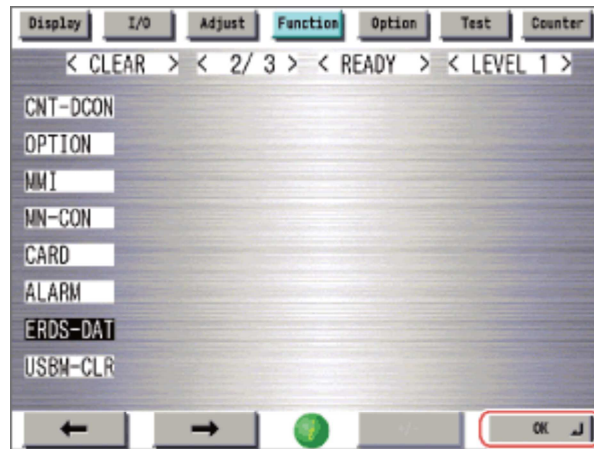 Display I/O Adjust Function Option Test Counter
< CLEAR > < 2/ 3 > < READY > < LEVEL 1 >
CNT-DCON
OPTION
MMI
MN-CON
CARD
ALARM
ERDS-DAT
USBM-CLR
+/- OK